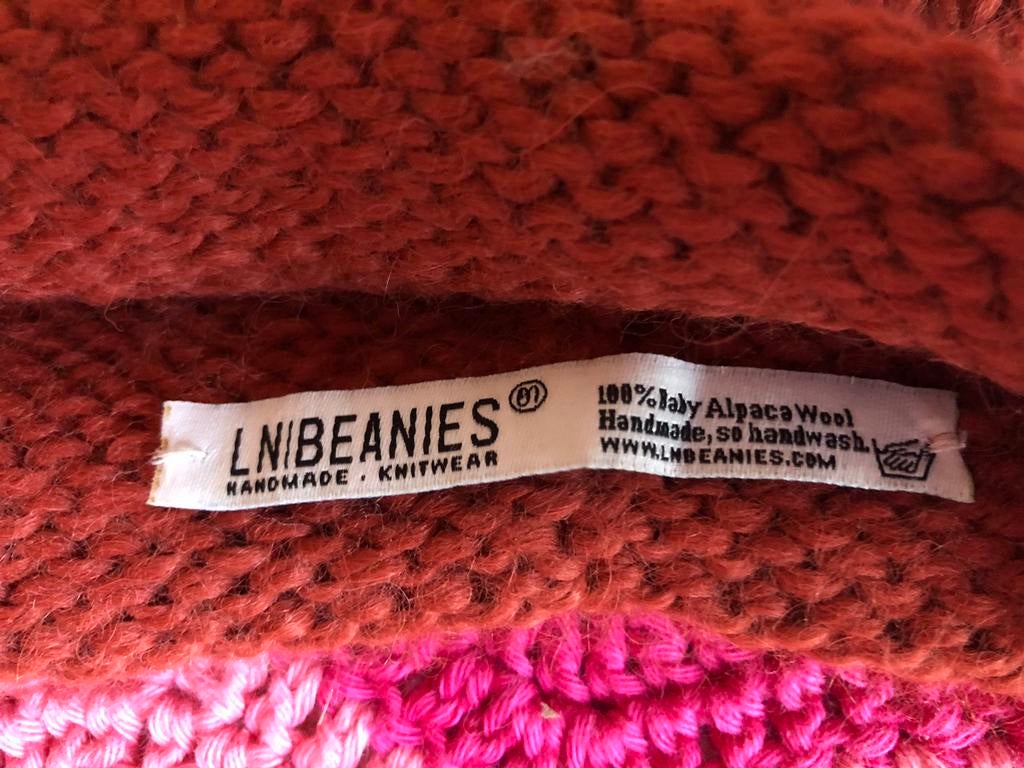 LN|BEANIES
HANDMADE . KNITWEAR
100% Baby Alpaca Wool
Handmade, so handwash.
WWW.LNBEANIES.COM